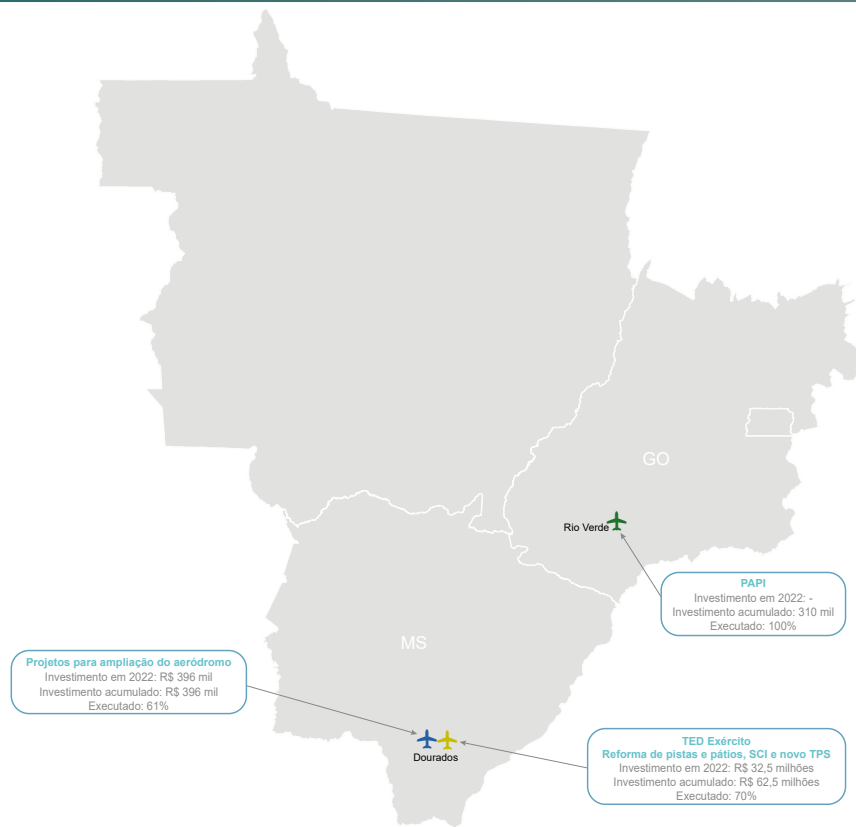 GO
Rio Verde
PAPI
Investimento em 2022: -
Investimento acumulado: 310 mil
Executado: 100%
MS
Projetos para ampliação do aeródromo
Investimento em 2022: R$ 396 mil
Investimento acumulado: R$ 396 mil
Executado: 61%
Dourados
TED Exército
Reforma de pistas e pátios, SCI e novo TPS
Investimento em 2022: R$ 32,5 milhões
Investimento acumulado: R$ 62,5 milhões
Executado: 70%